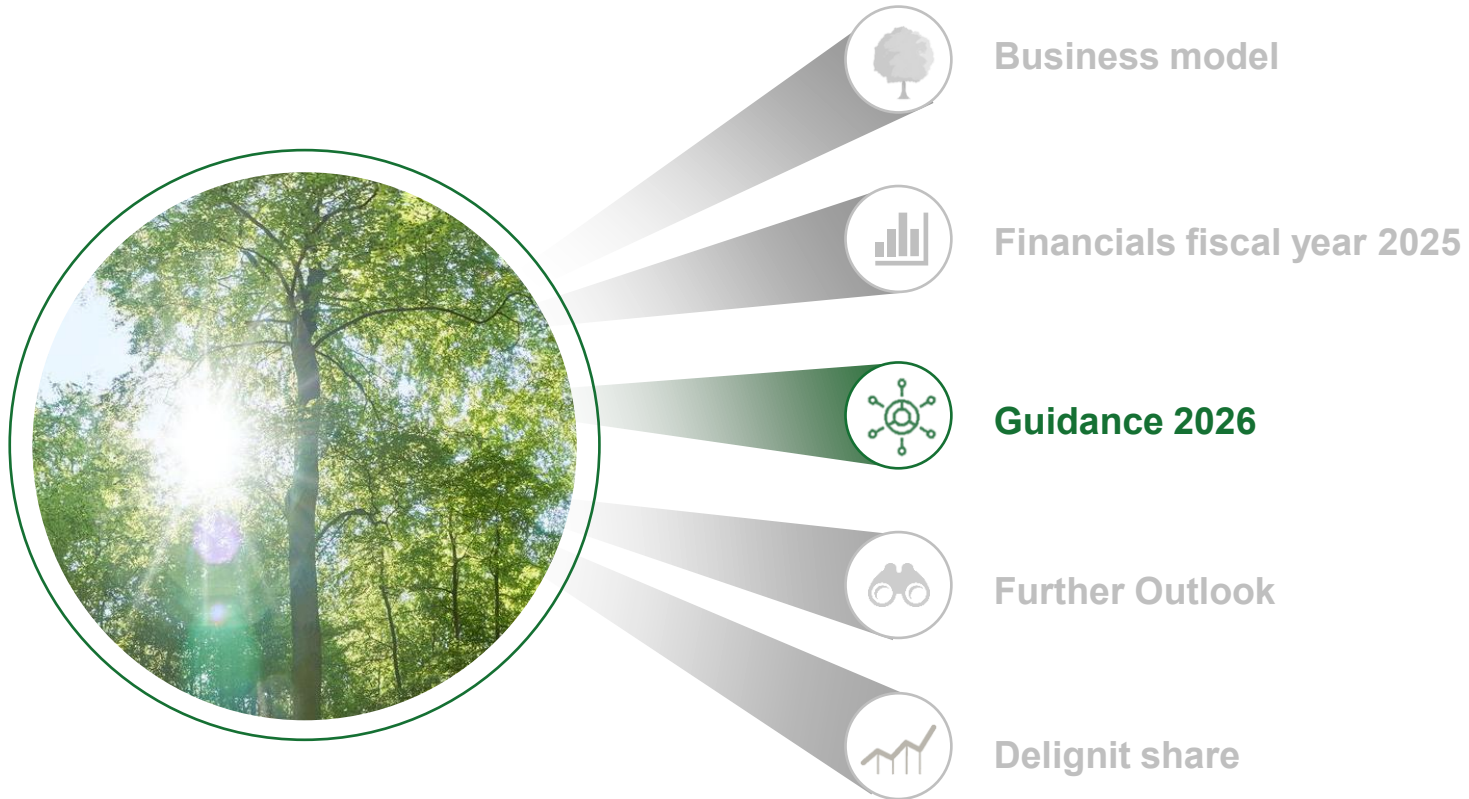 Business model
Financials fiscal year 2025
Guidance 2026
Further Outlook
Delignit share